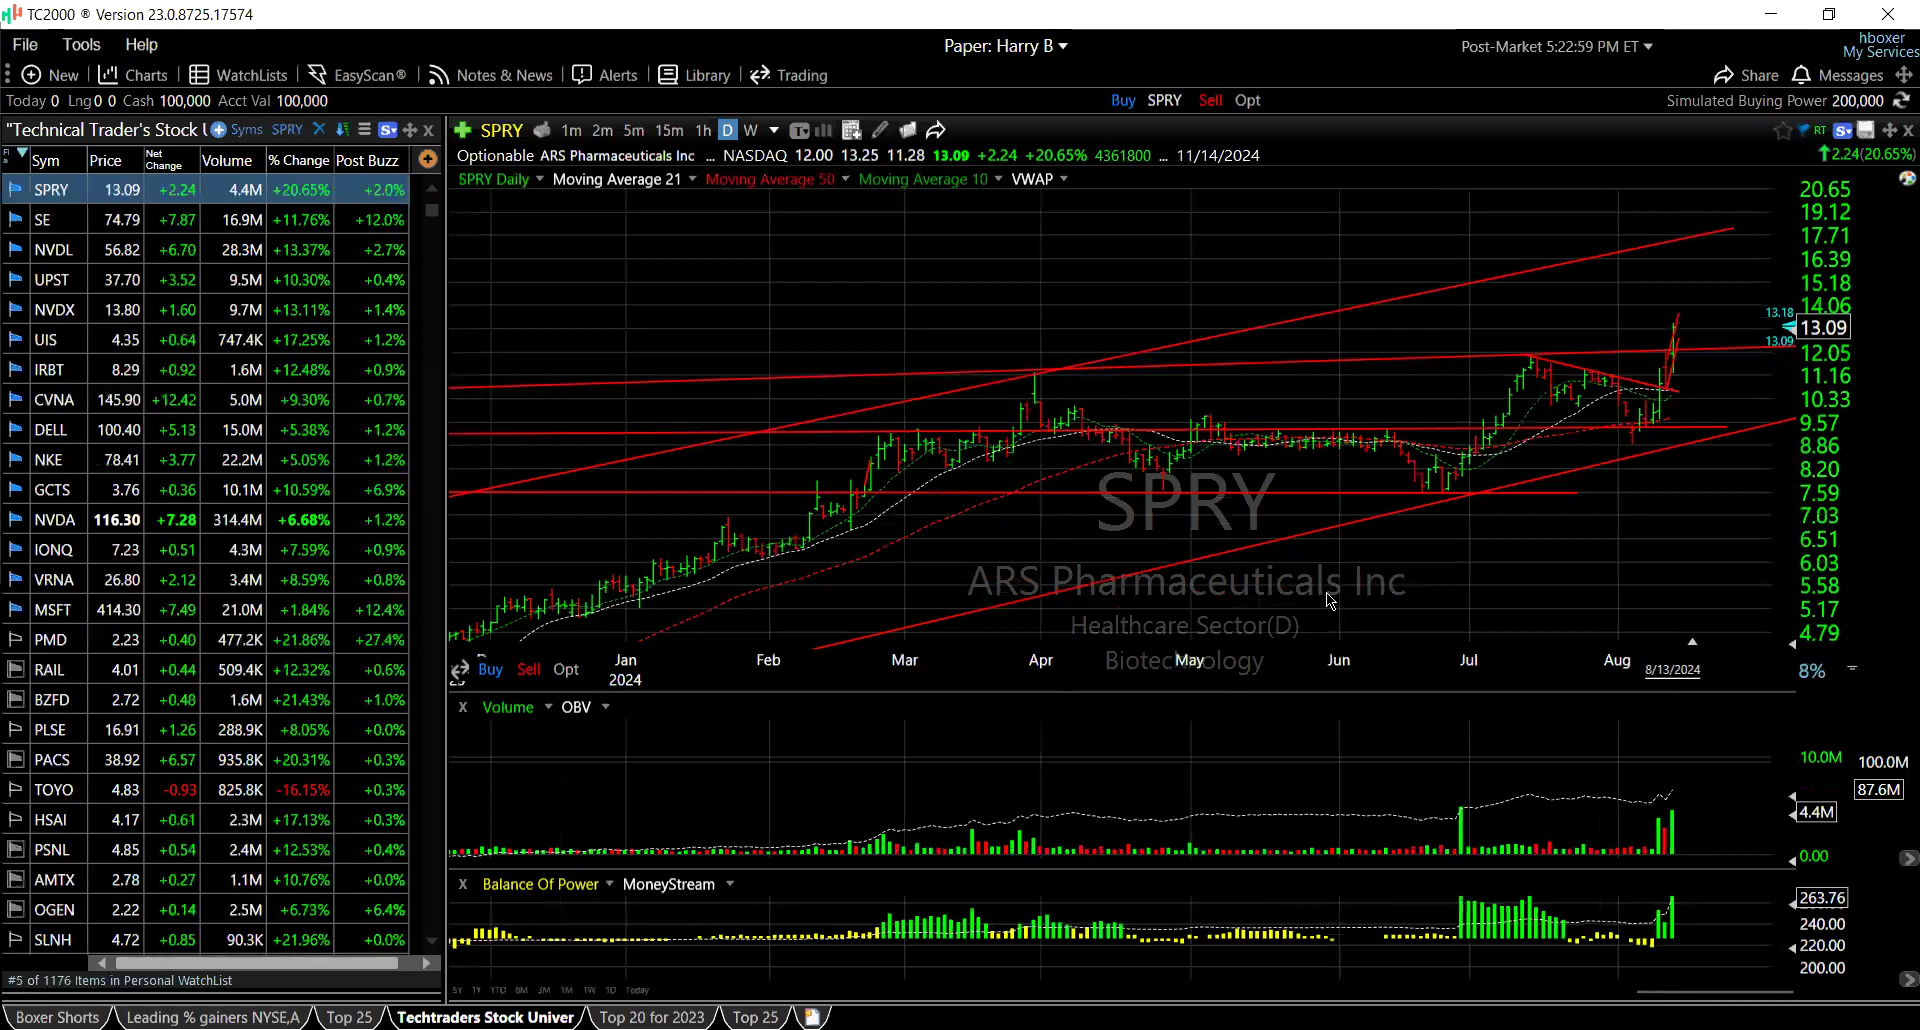 TC2000 ® Version 23.0.8725.17574
File Tools Help
Paper: Harry B
Post-Market 5:22:59 PM ET
hboxer
My Services
New Charts WatchLists EasyScan® Notes & News Alerts Library Trading
Share Messages
Today 0 Lng 0 0 Cash 100,000 Acct Val 100,000
Buy SPRY Sell Opt
Simulated Buying Power 200,000
"Technical Trader's Stock Syms SPRY
Sym Price Net Change Volume % Change Post Buzz
SPRY 13.09 +2.24 4.4M +20.65% +2.0%
SE 74.79 +7.87 16.9M +11.76% +12.0%
NVDL 56.82 +6.70 28.3M +13.37% +2.7%
UPST 37.70 +3.52 9.5M +10.30% +0.4%
NVDX 13.80 +1.60 9.7M +13.11% +1.4%
UIS 4.35 +0.64 747.4K +17.25% +1.2%
IRBT 8.29 +0.92 1.6M +12.48% +0.9%
CVNA 145.90 +12.42 5.0M +9.30% +0.7%
DELL 100.40 +5.13 15.0M +5.38% +1.2%
NKE 78.41 +3.77 22.2M +5.05% +1.2%
GCTS 3.76 +0.36 10.1M +10.59% +6.9%
NVDA 116.30 +7.28 314.4M +6.68% +1.2%
IONQ 7.23 +0.51 4.3M +7.59% +0.9%
VRNA 26.80 +2.12 3.4M +8.59% +0.8%
MSFT 414.30 +7.49 21.0M +1.84% +12.4%
PMD 2.23 +0.40 477.2K +21.86% +27.4%
RAIL 4.01 +0.44 509.4K +12.32% +0.6%
BZFD 2.72 +0.48 1.6M +21.43% +1.0%
PLSE 16.91 +1.26 288.9K +8.05% +0.0%
PACS 38.92 +6.57 935.8K +20.31% +0.3%
TOYO 4.83 -0.93 825.8K -16.15% +0.3%
HSAI 4.17 +0.61 2.3M +17.13% +0.3%
PSNL 4.85 +0.54 2.4M +12.53% +0.4%
AMTX 2.78 +0.27 1.1M +10.76% +0.0%
OGEN 2.22 +0.14 2.5M +6.73% +6.4%
SLNH 4.72 +0.85 90.3K +21.96% +0.0%
#5 of 1176 Items in Personal WatchList
SPRY 1m 2m 5m 15m 1h D W
RT
Optionable ARS Pharmaceuticals Inc ... NASDAQ 12.00 13.25 11.28 13.09 +2.24 +20.65% 4361800 ... 11/14/2024
2.24(20.65%)
SPRY Daily Moving Average 21 Moving Average 50 Moving Average 10 VWAP
20.65
19.12
17.71
16.39
15.18
14.06
13.18
13.09
13.09
12.05
11.16
10.33
9.57
8.86
8.20
7.59
7.03
6.51
6.03
5.58
5.17
4.79
SPRY
ARS Pharmaceuticals Inc
Healthcare Sector(D)
Biotechnology
Jan Feb Mar Apr May Jun Jul Aug
2024
8/13/2024
8%
Buy Sell Opt
X Volume OBV
10.0M 100.0M
87.6M
4.4M
0.00
X Balance Of Power MoneyStream
263.76
240.00
220.00
200.00
5Y 1Y YTD 6M 3M 1M 1W 1D Today
Boxer Shorts Leading % gainers NYSE,A Top 25 Techtraders Stock Univer Top 20 for 2023 Top 25